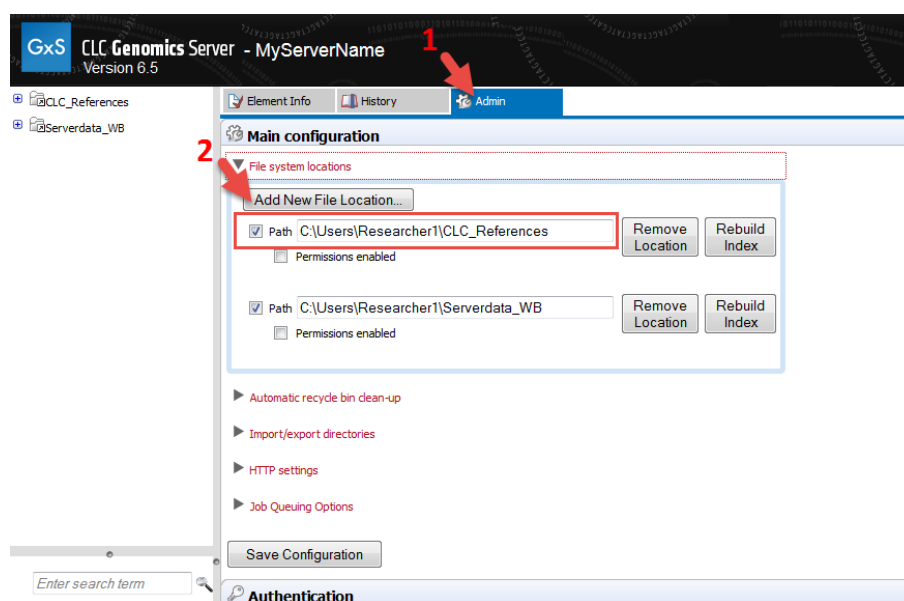 GxS CLC Genomics Server - MyServerName
Version 6.5
1
CLC_References
Serverdata_WB
Element Info History Admin
Main configuration
2
File system locations
Add New File Location...
Path C:\Users\Researcher1\CLC_References Remove Location Rebuild Index
Permissions enabled
Path C:\Users\Researcher1\Serverdata_WB Remove Location Rebuild Index
Permissions enabled
Automatic recycle bin clean-up
Import/export directories
HTTP settings
Job Queuing Options
Save Configuration
Enter search term
Authentication